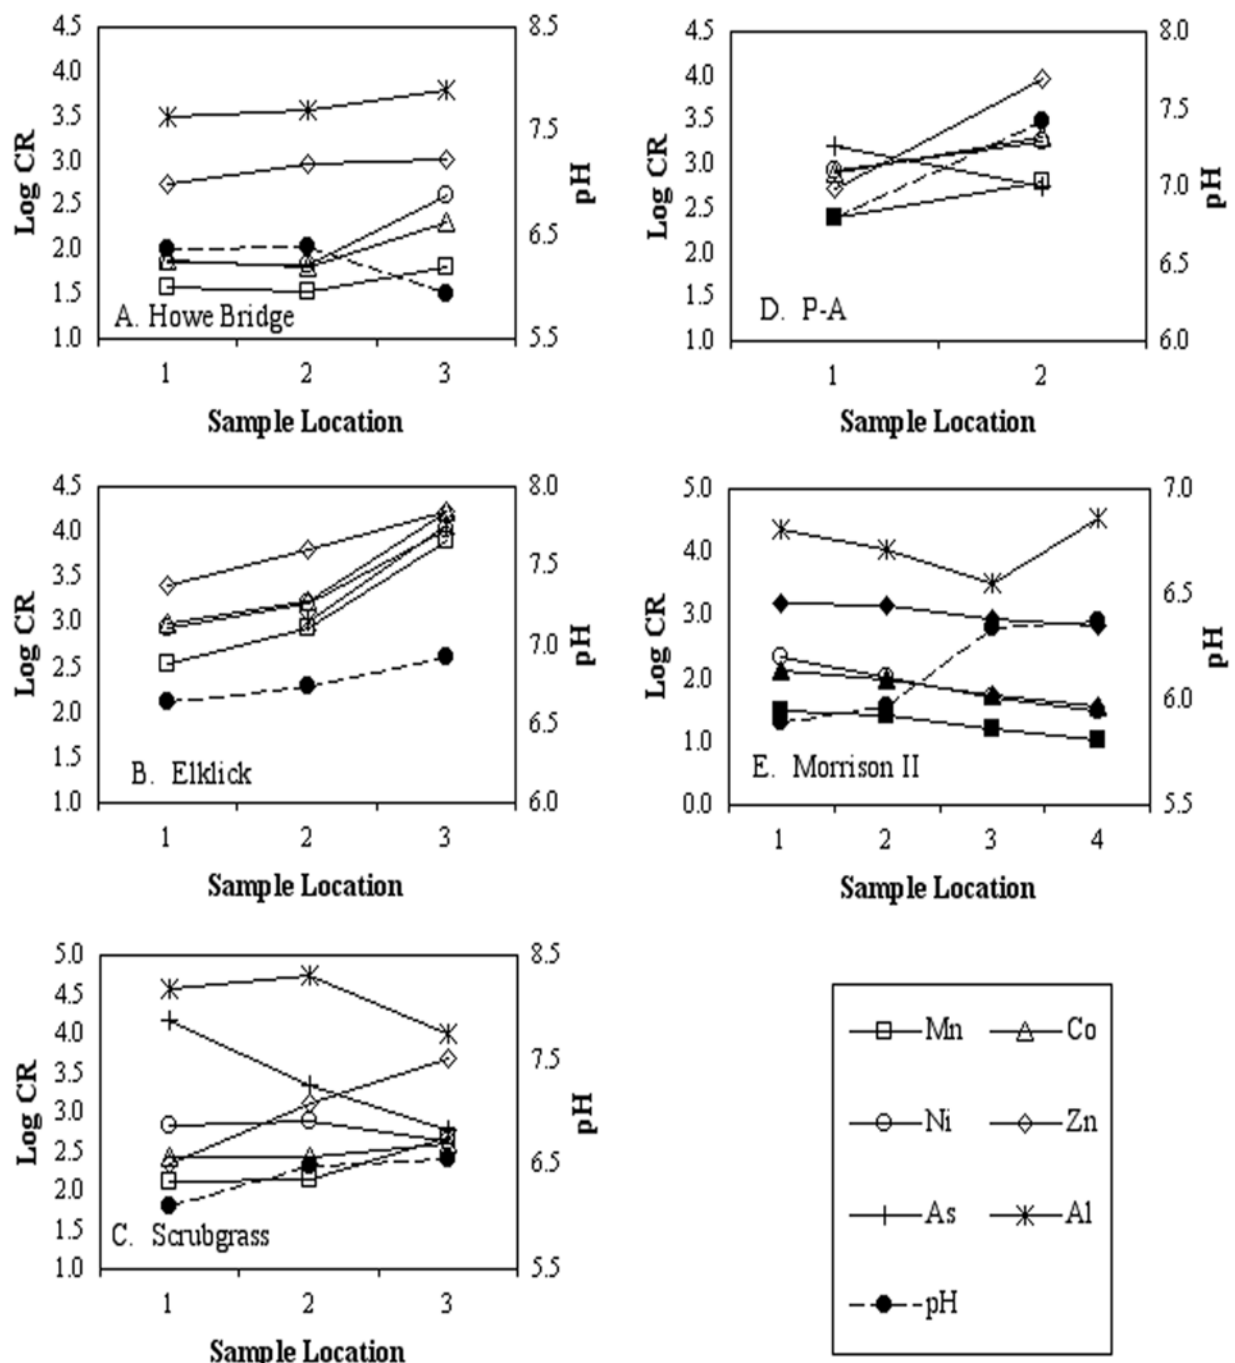 4.5
4.0
3.5
3.0
2.5
2.0
1.5
1.0
Log CR
8.5
7.5
6.5
5.5
pH
A. Howe Bridge
1 2 3
Sample Location
4.5
4.0
3.5
3.0
2.5
2.0
1.5
1.0
Log CR
8.0
7.5
7.0
6.5
6.0
pH
D. P-A
1 2
Sample Location
4.5
4.0
3.5
3.0
2.5
2.0
1.5
1.0
Log CR
8.0
7.5
7.0
6.5
6.0
pH
B. Elklick
1 2 3
Sample Location
5.0
4.0
3.0
2.0
1.0
0.0
Log CR
7.0
6.5
6.0
5.5
pH
E. Morrison II
1 2 3 4
Sample Location
5.0
4.5
4.0
3.5
3.0
2.5
2.0
1.5
1.0
Log CR
8.5
7.5
6.5
5.5
pH
C. Scrubgrass
1 2 3
Sample Location
Mn Co
Ni Zn
As Al
pH